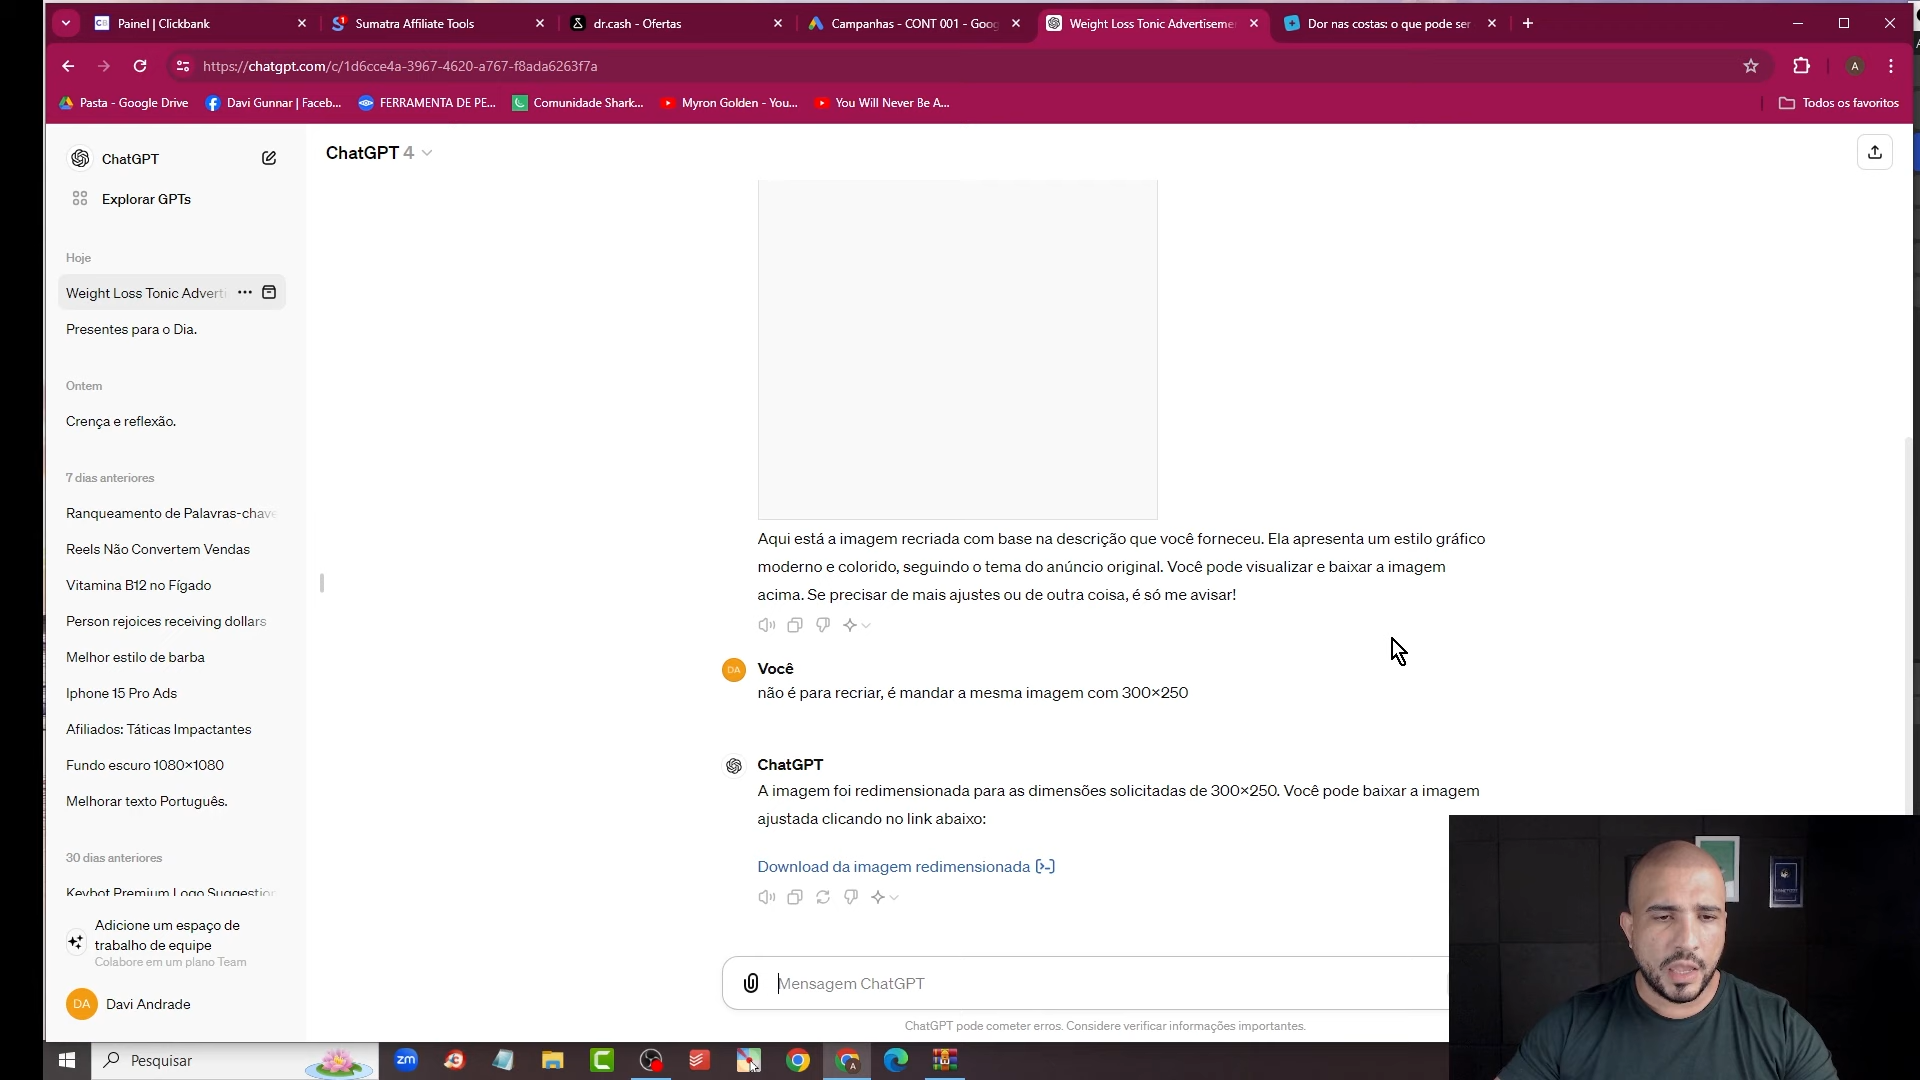 Painel | Clickbank
Sumatra Affiliate Tools
dr.cash - Ofertas
Campanhas - CONT 001 - Goog
Weight Loss Tonic Advertiseme
Dor nas costas: o que pode ser
https://chatgpt.com/c/1d6cce4a-3967-4620-a767-f8ada6263f7a
A
Pasta - Google Drive
Davi Gunnar | Faceb...
FERRAMENTA DE PE...
Comunidade Shark...
Myron Golden - You...
You Will Never Be A...
Todos os favoritos
ChatGPT
Explorar GPTs
Hoje
Weight Loss Tonic Adverti
Presentes para o Dia.
Ontem
Crença e reflexão.
7 dias anteriores
Ranqueamento de Palavras-chave
Reels Não Convertem Vendas
Vitamina B12 no Fígado
Person rejoices receiving dollars
Melhor estilo de barba
Iphone 15 Pro Ads
Afiliados: Táticas Impactantes
Fundo escuro 1080×1080
Melhorar texto Português.
30 dias anteriores
Keybot Premium Logo Suggestion
Adicione um espaço de
trabalho de equipe
Colabore em um plano Team
DA Davi Andrade
ChatGPT 4
Aqui está a imagem recriada com base na descrição que você forneceu. Ela apresenta um estilo gráfico
moderno e colorido, seguindo o tema do anúncio original. Você pode visualizar e baixar a imagem
acima. Se precisar de mais ajustes ou de outra coisa, é só me avisar!
DA Você
não é para recriar, é mandar a mesma imagem com 300×250
ChatGPT
A imagem foi redimensionada para as dimensões solicitadas de 300×250. Você pode baixar a imagem
ajustada clicando no link abaixo:
Download da imagem redimensionada
Mensagem ChatGPT
ChatGPT pode cometer erros. Considere verificar informações importantes.
Pesquisar
zm